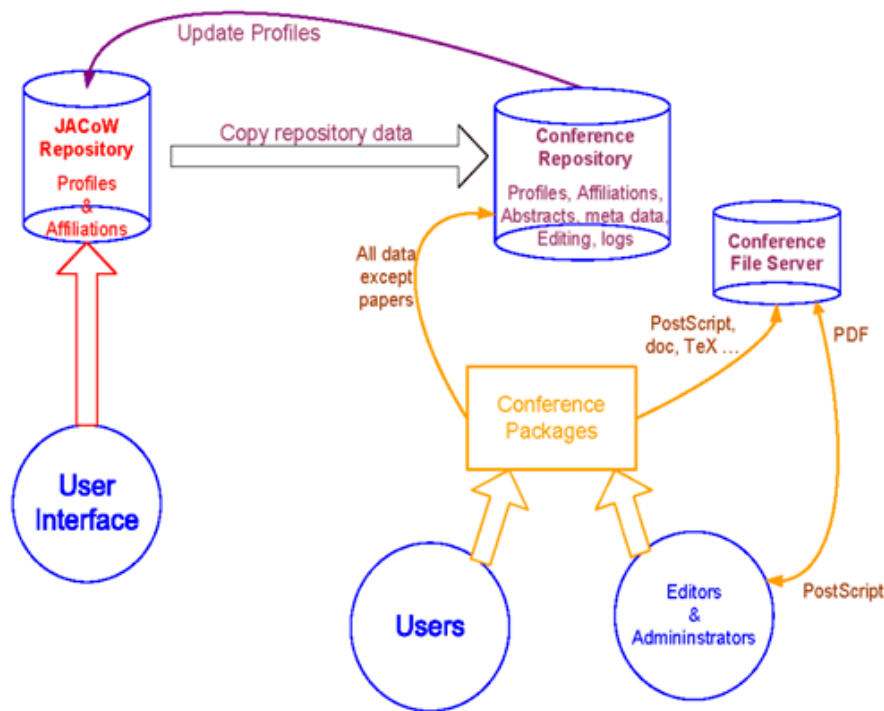 Update Profiles
JACoW
Repository
Profiles
&
Affiliations
Copy repository data
Conference
Repository
Profiles, Affiliations,
Abstracts, meta data,
Editing, logs
Conference
File Server
All data
except
papers
PostScript,
doc, TeX ...
PDF
Conference
Packages
User
Interface
Users
Editors
&
Admininstrators
PostScript